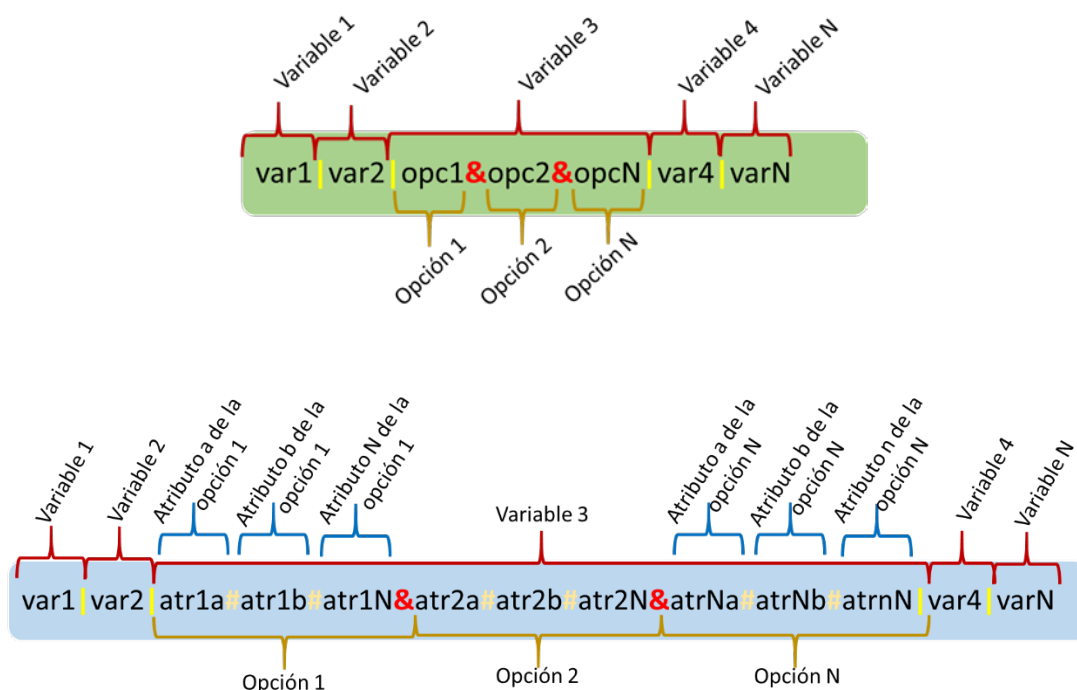 Variable 1
Variable 2
Variable 3
Variable 4
Variable N
var1|var2|opc1&opc2&opcN|var4|varN
Opción 1
Opción 2
Opción N
Variable 1
Variable 2
Atributo a de la
opción 1
Atributo b de la
opción 1
Atributo N de la
opción 1
Variable 3
Atributo a de la
opción N
Atributo b de la
opción N
Atributo n de la
opción N
Variable 4
Variable N
var1|var2|atr1a#atr1b#atr1N&atr2a#atr2b#atr2N&atrNa#atrNb#atrnN|var4|varN
Opción 1
Opción 2
Opción N